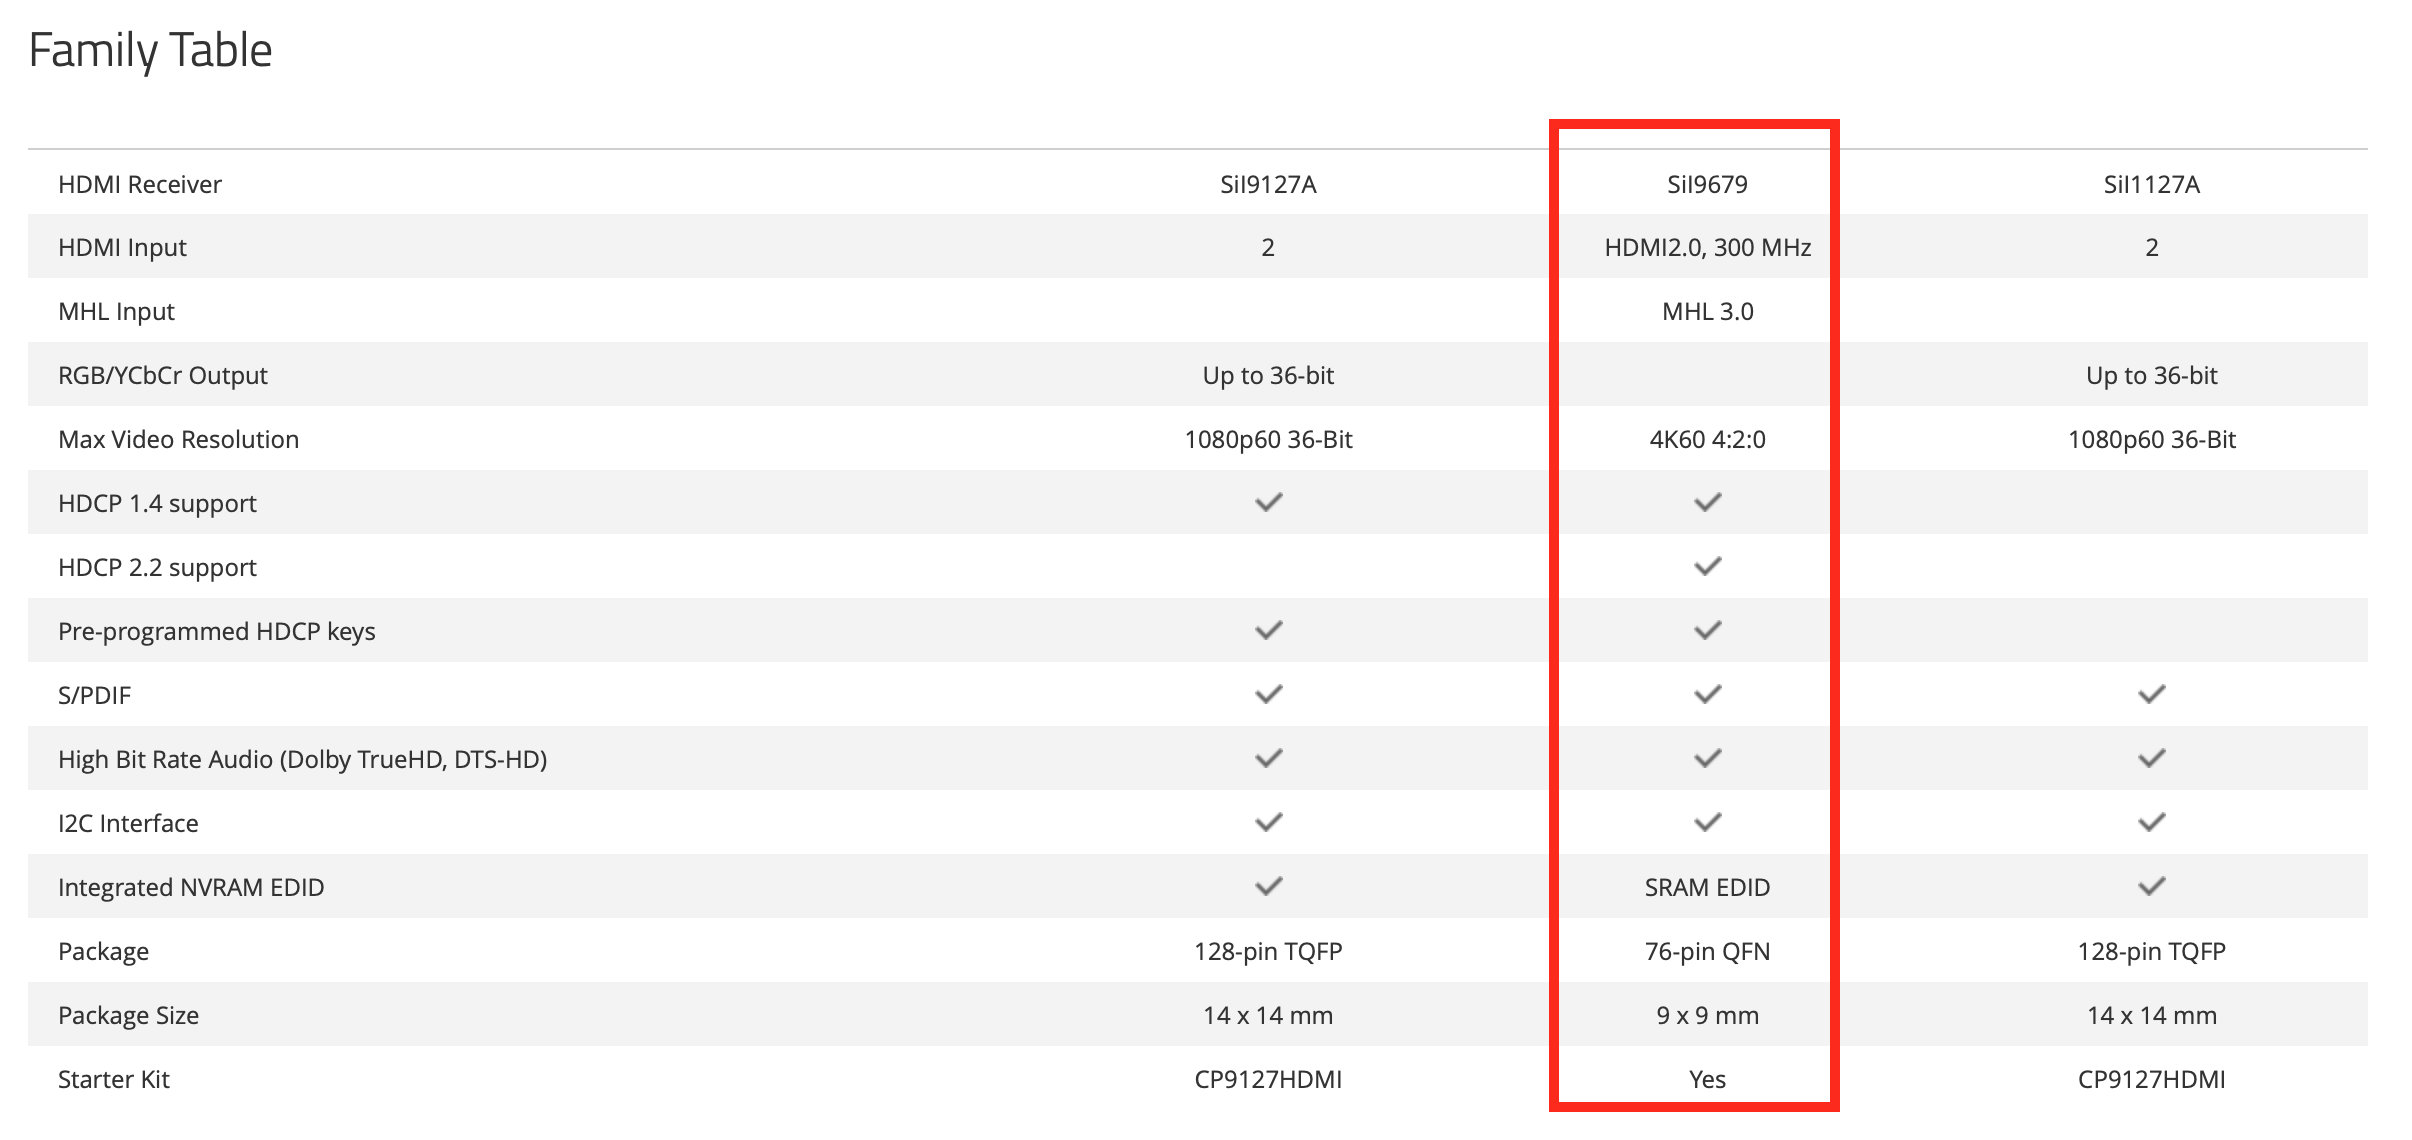 Family Table
HDMI Receiver SiI9127A SiI9679 SiI1127A
HDMI Input 2 HDMI2.0, 300 MHz 2
MHL Input MHL 3.0
RGB/YCbCr Output Up to 36-bit Up to 36-bit
Max Video Resolution 1080p60 36-Bit 4K60 4:2:0 1080p60 36-Bit
HDCP 1.4 support ✓ ✓
HDCP 2.2 support ✓
Pre-programmed HDCP keys ✓ ✓
S/PDIF ✓ ✓ ✓
High Bit Rate Audio (Dolby TrueHD, DTS-HD) ✓ ✓ ✓
I2C Interface ✓ ✓ ✓
Integrated NVRAM EDID ✓ SRAM EDID ✓
Package 128-pin TQFP 76-pin QFN 128-pin TQFP
Package Size 14 x 14 mm 9 x 9 mm 14 x 14 mm
Starter Kit CP9127HDMI Yes CP9127HDMI